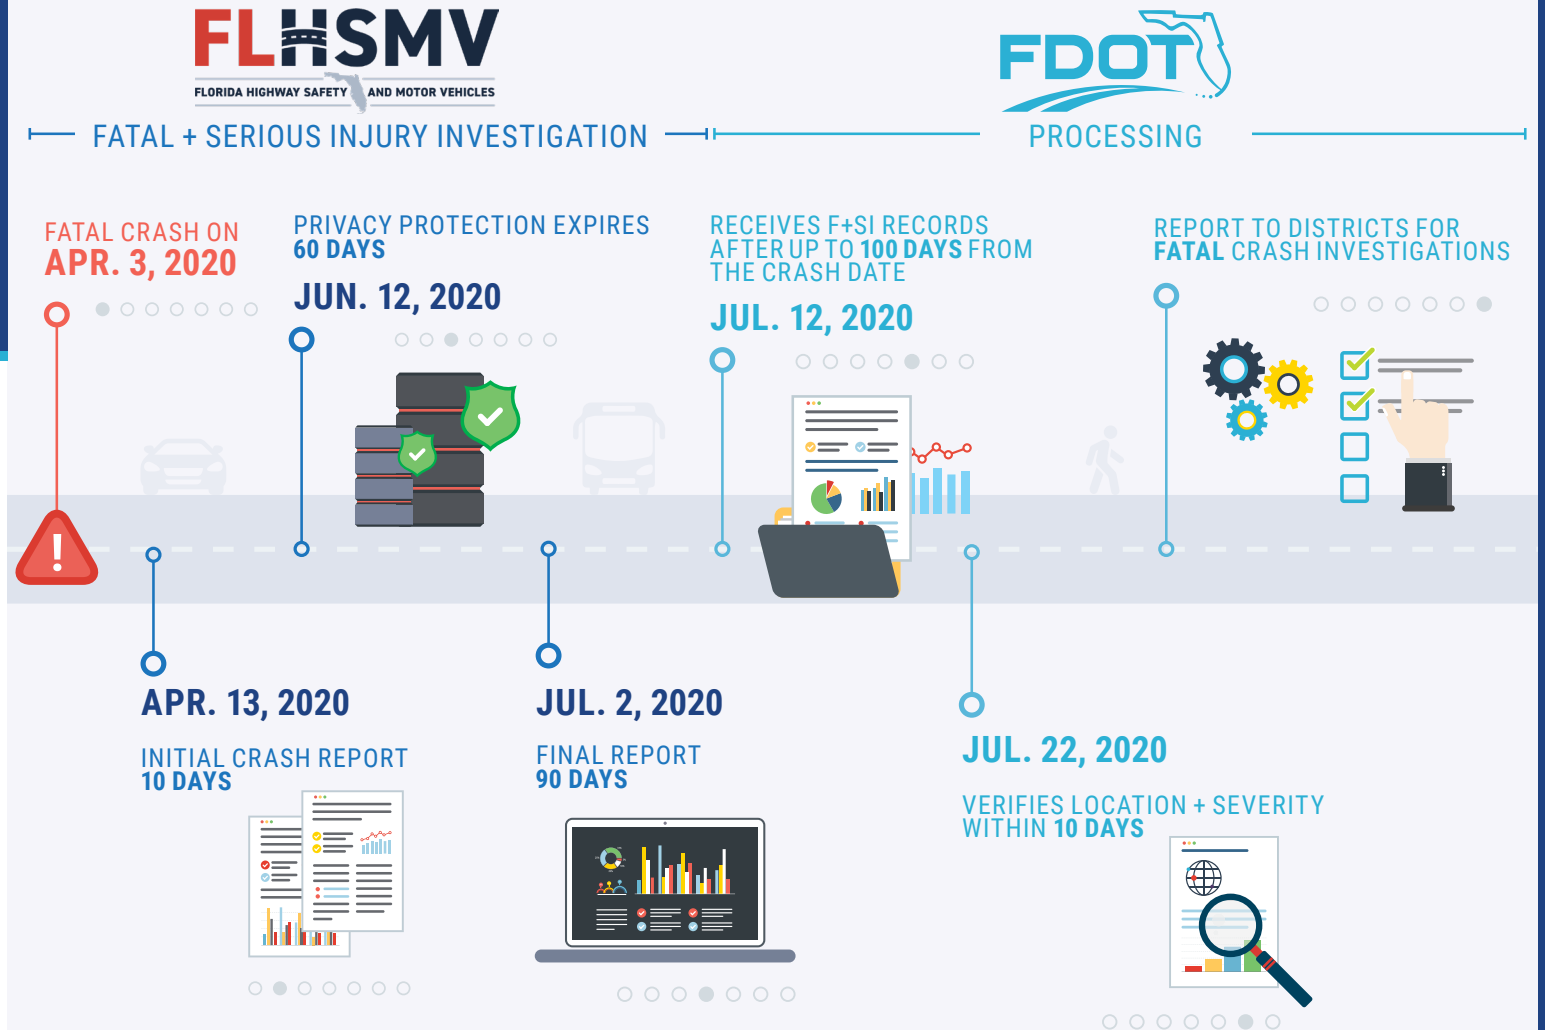 FLHSMV
FLORIDA HIGHWAY SAFETY AND MOTOR VEHICLES
FDOT
FATAL + SERIOUS INJURY INVESTIGATION
PROCESSING
FATAL CRASH ON
APR. 3, 2020
PRIVACY PROTECTION EXPIRES
60 DAYS
JUN. 12, 2020
RECEIVES F+SI RECORDS
AFTER UP TO 100 DAYS FROM
THE CRASH DATE
JUL. 12, 2020
REPORT TO DISTRICTS FOR
FATAL CRASH INVESTIGATIONS
!
APR. 13, 2020
INITIAL CRASH REPORT
10 DAYS
JUL. 2, 2020
FINAL REPORT
90 DAYS
JUL. 22, 2020
VERIFIES LOCATION + SEVERITY
WITHIN 10 DAYS